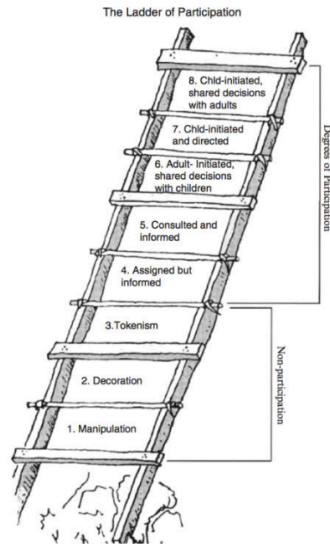 The Ladder of Participation
8. Chld-initiated,
shared decisions
with adults
7. Chld-initiated
and directed
6. Adult- Initiated,
shared decisions
with children
5. Consulted and
informed
4. Assigned but
informed
3.Tokenism
2. Decoration
1. Manipulation
Degrees of Participation
Non-participation